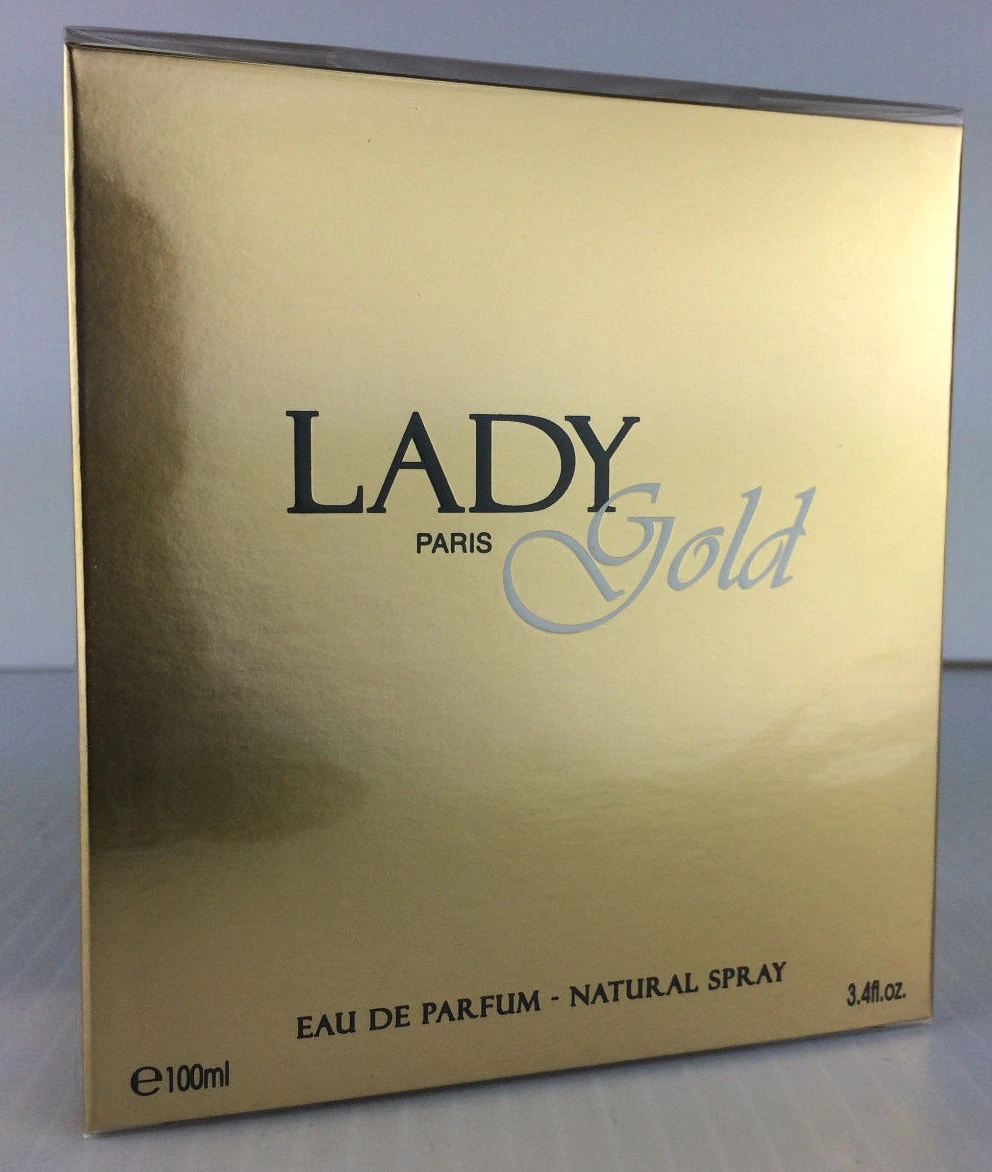 LADY
PARIS Gold
EAU DE PARFUM - NATURAL SPRAY
3.4fl.oz.
℮100ml